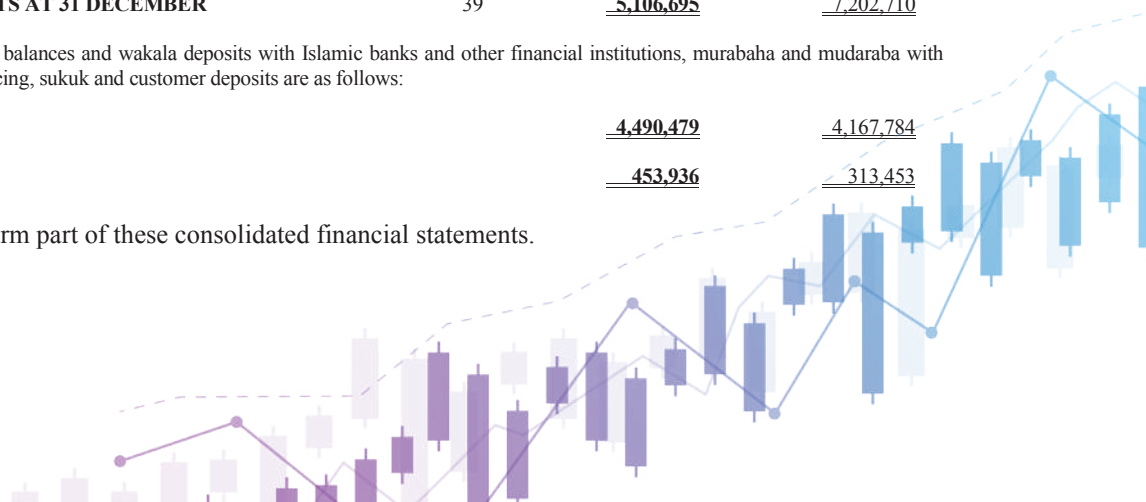 TS AT 31 DECEMBER 39 5,106,695 7,202,710
balances and wakala deposits with Islamic banks and other financial institutions, murabaha and mudaraba with
cing, sukuk and customer deposits are as follows:
4,490,479 4,167,784
453,936 313,453
rm part of these consolidated financial statements.